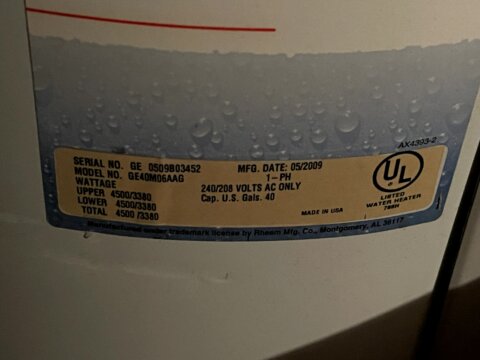 AX4393-2
SERIAL NO. GE 0509B03452 MFG. DATE: 05/2009
MODEL NO. GE40M06AAG 1-PH
WATTAGE 240/208 VOLTS AC ONLY
UPPER 4500/3380 Cap. U.S. Gals. 40
LOWER 4500/3380
TOTAL 4500/3380 MADE IN USA
UL
LISTED
WATER HEATER
Manufactured under trademark license by Rheem Mfg. Co., Montgomery, AL 36117